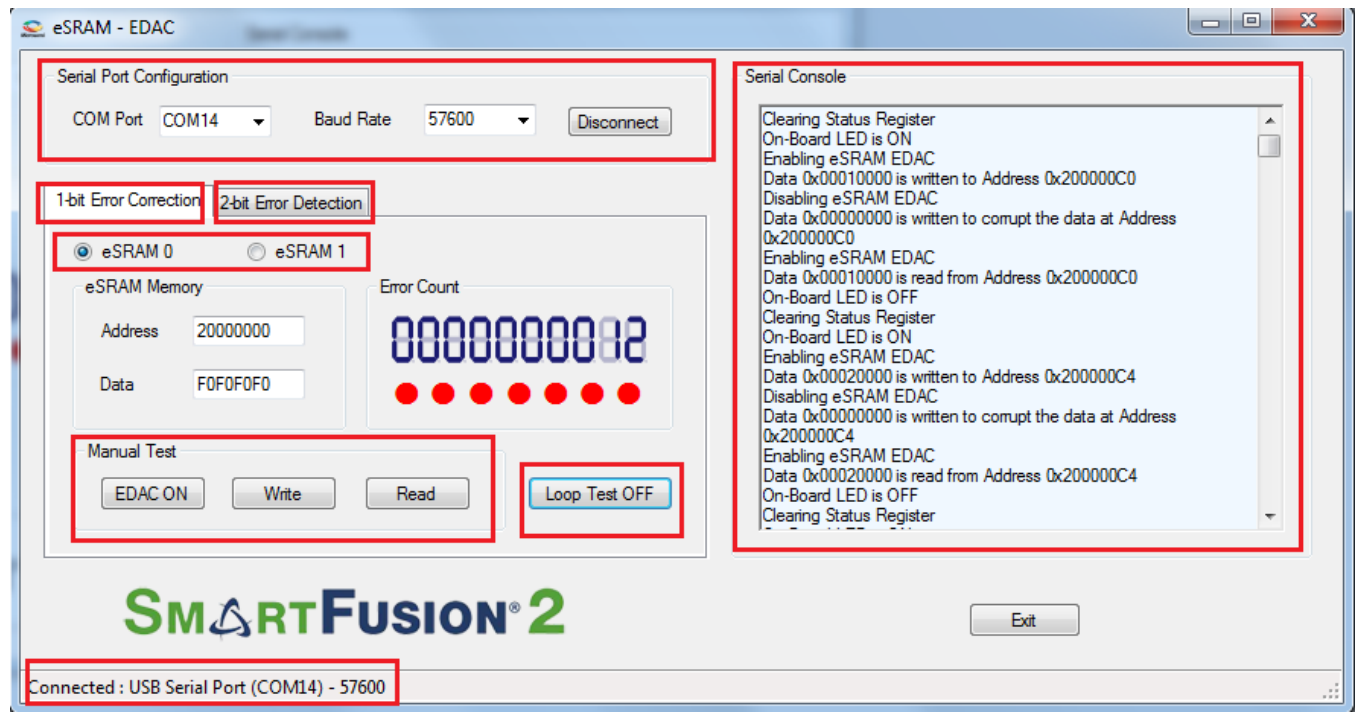 eSRAM - EDAC
Serial Port Configuration
COM Port COM14 Baud Rate 57600 Disconnect
1-bit Error Correction 2-bit Error Detection
eSRAM 0 eSRAM 1
eSRAM Memory
Address 20000000
Data F0F0F0F0
Error Count
0000000012
Manual Test
EDAC ON Write Read
Loop Test OFF
Serial Console
Clearing Status Register
On-Board LED is ON
Enabling eSRAM EDAC
Data 0x00010000 is written to Address 0x200000C0
Disabling eSRAM EDAC
Data 0x00000000 is written to corrupt the data at Address
0x200000C0
Enabling eSRAM EDAC
Data 0x00010000 is read from Address 0x200000C0
On-Board LED is OFF
Clearing Status Register
On-Board LED is ON
Enabling eSRAM EDAC
Data 0x00020000 is written to Address 0x200000C4
Disabling eSRAM EDAC
Data 0x00000000 is written to corrupt the data at Address
0x200000C4
Enabling eSRAM EDAC
Data 0x00020000 is read from Address 0x200000C4
On-Board LED is OFF
Clearing Status Register
SMARTFUSION® 2
Exit
Connected : USB Serial Port (COM14) - 57600